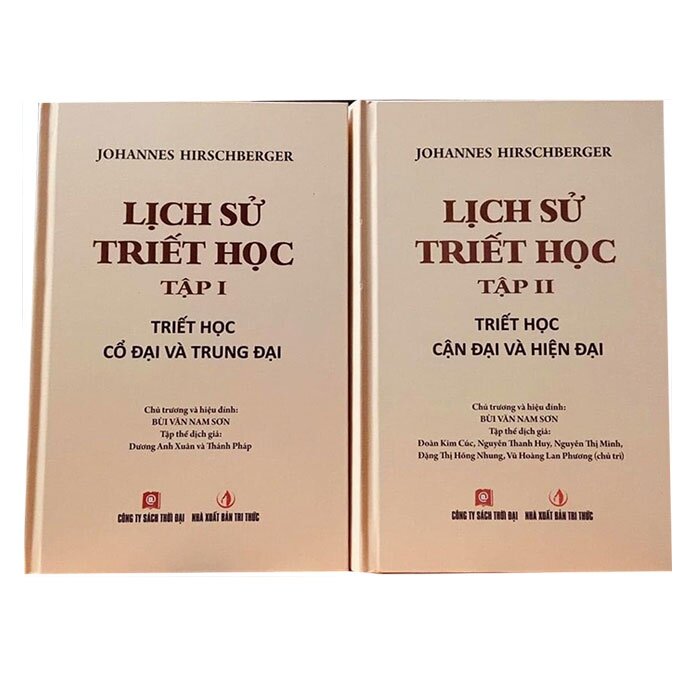 JOHANNES HIRSCHBERGER
LỊCH SỬ
TRIẾT HỌC
TẬP I
TRIẾT HỌC
CỔ ĐẠI VÀ TRUNG ĐẠI
Chủ trương và hiệu đính:
BÙI VĂN NAM SƠN
Tập thể dịch giả:
Dương Anh Xuân và Thánh Pháp
CÔNG TY SÁCH THỜI ĐẠI
NHÀ XUẤT BẢN TRI THỨC
JOHANNES HIRSCHBERGER
LỊCH SỬ
TRIẾT HỌC
TẬP II
TRIẾT HỌC
CẬN ĐẠI VÀ HIỆN ĐẠI
Chủ trương và hiệu đính:
BÙI VĂN NAM SƠN
Tập thể dịch giả:
Đoàn Kim Cúc, Nguyễn Thanh Huy, Nguyễn Thị Minh,
Đặng Thị Hồng Nhung, Vũ Hoàng Lan Phương (chủ trì)
CÔNG TY SÁCH THỜI ĐẠI
NHÀ XUẤT BẢN TRI THỨC